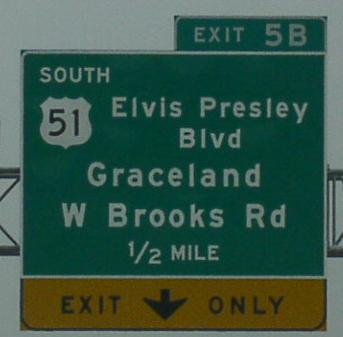 EXIT 5B
SOUTH
51 Elvis Presley
Blvd
Graceland
W Brooks Rd
1/2 MILE
EXIT ONLY